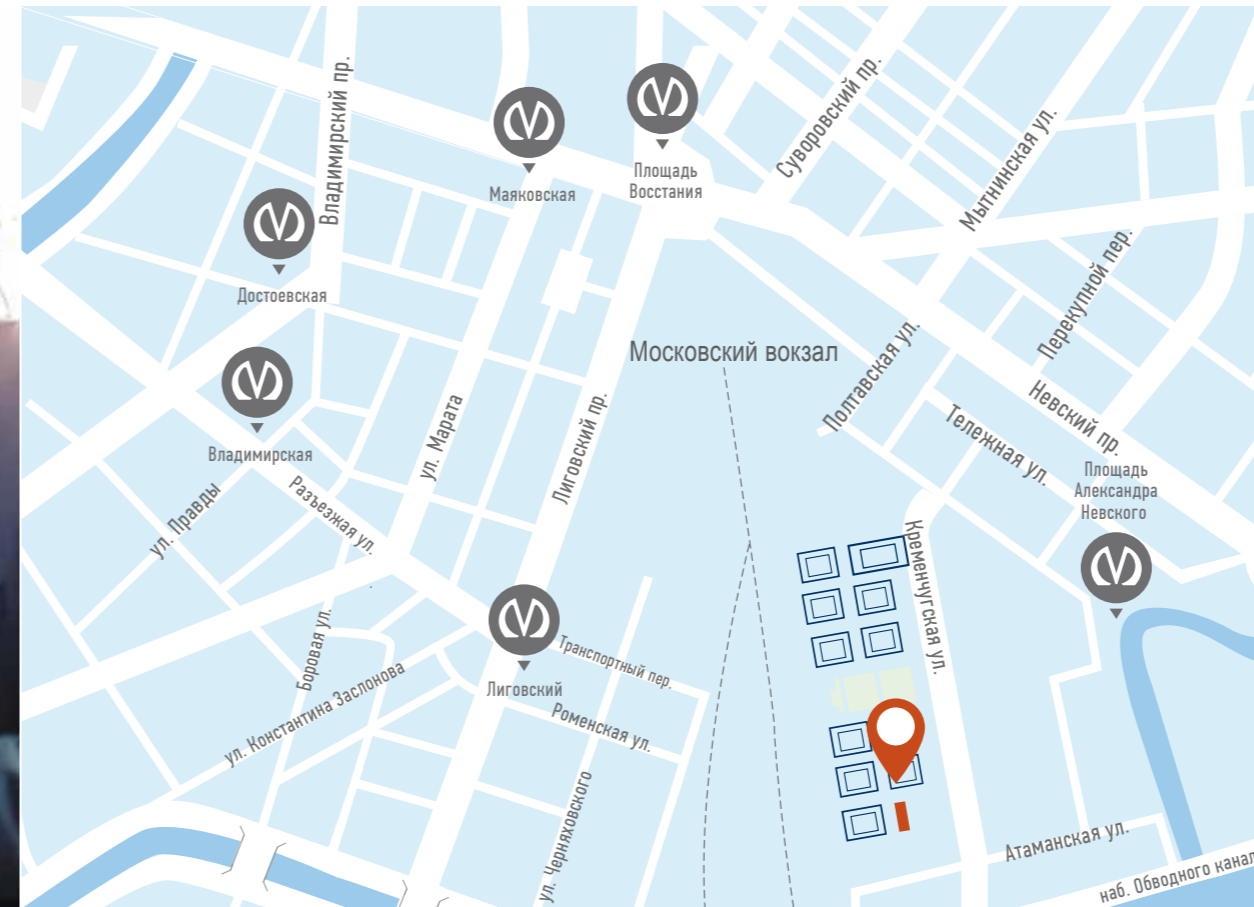 Владимирский пр.
Суворовский пр.
Мытнинская ул.
Маяковская
Площадь
Восстания
Достоевская
Перекупной пер.
Московский вокзал
Полтавская ул.
Невский пр.
Тележная ул.
Владимирская
ул. Марата
Лиговский пр.
Площадь
Александра
Невского
ул. Правды
Разъезжая ул.
Кременчугская ул.
Боровая ул.
ул. Константина Заслонова
Лиговский
Транспортный пер.
Роменская ул.
ул. Черняховского
Атаманская ул.
наб. Обводного канал